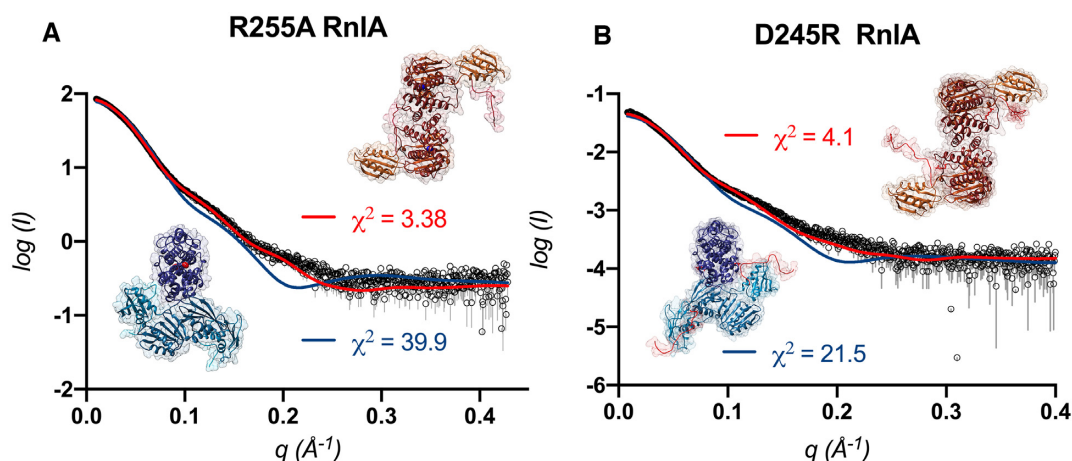 A
R255A RnlA
log (I)
2
1
0
-1
-2
χ² = 3.38
χ² = 39.9
0.0
0.1
0.2
0.3
0.4
q (Å⁻¹)
B
D245R RnlA
log (I)
-1
-2
-3
-4
-5
-6
χ² = 4.1
χ² = 21.5
0.0
0.1
0.2
0.3
0.4
q (Å⁻¹)